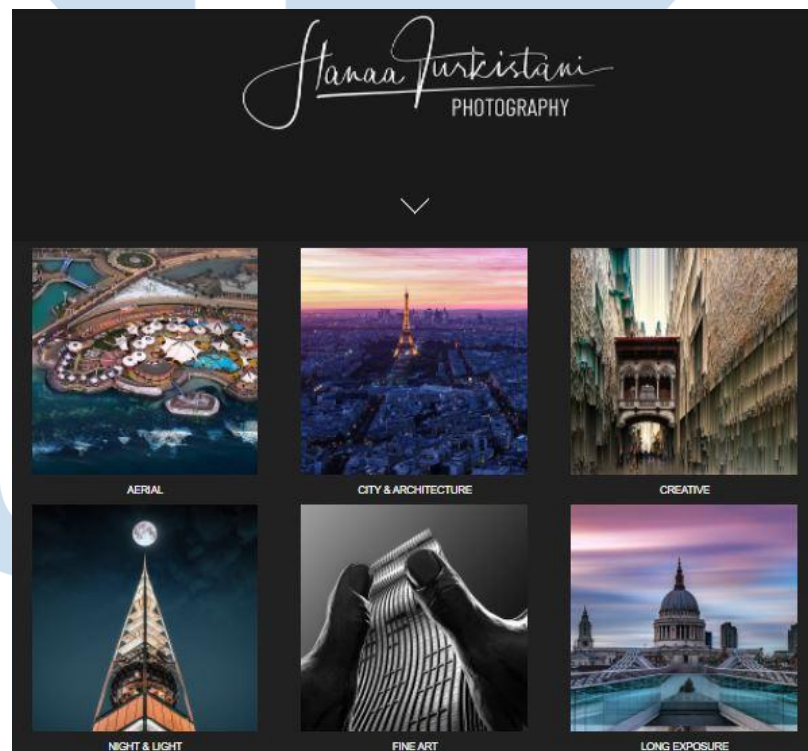 Hanaa Turkistani
PHOTOGRAPHY
AERIAL
CITY & ARCHITECTURE
CREATIVE
NIGHT & LIGHT
FINE ART
LONG EXPOSURE